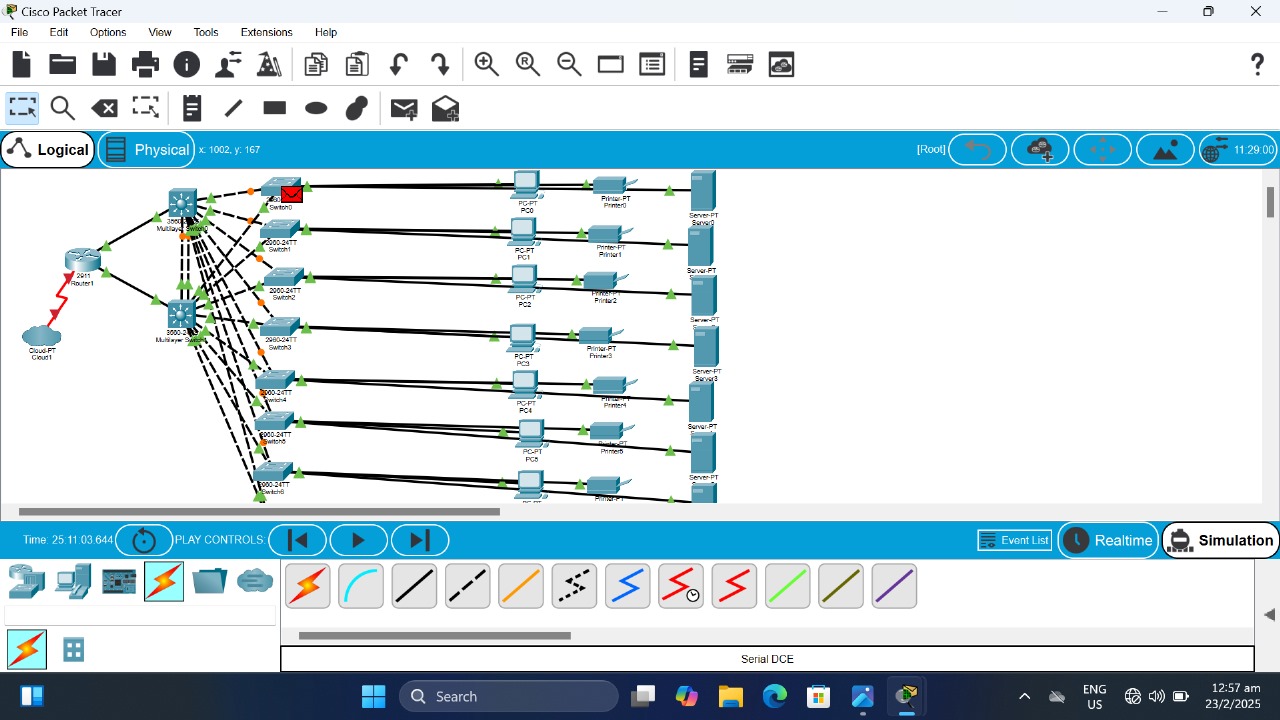 Cisco Packet Tracer
File Edit Options View Tools Extensions Help
Logical Physical x: 1002, y: 167 [Root] 11:29:00
PC-PT
PC0
Printer-PT
Printer0
Server-PT
Server0
Switch0
Multilayer Switch0
2960-24TT
Switch1
PC-PT
PC1
Printer-PT
Printer1
Server-PT
2911
Router1
2960-24TT
Switch2
PC-PT
PC2
Printer-PT
Printer2
Server-PT
Multilayer
Cloud-PT
Cloud1
2960-24TT
Switch3
PC-PT
PC3
Printer-PT
Printer3
Server-PT
Server3
2960-24TT
Switch4
PC-PT
PC4
Printer-PT
Printer4
Server-PT
2960-24TT
Switch5
PC-PT
PC5
Printer-PT
Printer5
Server-PT
2960-24TT
Switch6
Printer-PT
Time: 25:11:03.644 PLAY CONTROLS: Event List Realtime Simulation
Serial DCE
Search
ENG
US
12:57 am
23/2/2025